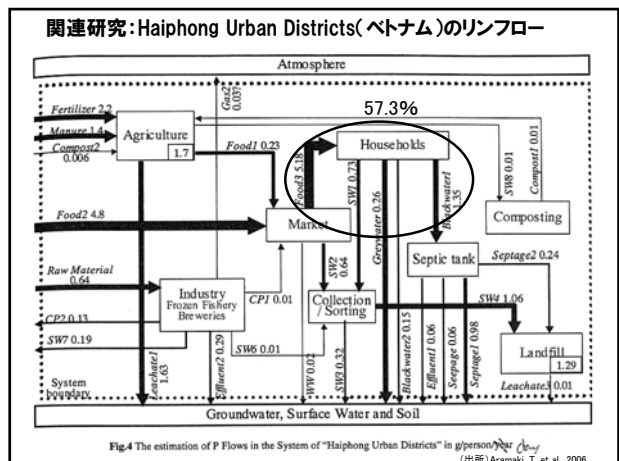 関連研究:Haiphong Urban Districts(ベトナム)のリンフロー
Atmosphere
57.3%
Fertilizer 2.2
Manure 1.4
Compost2
0.006
Agriculture
1.7
Gas2
0.03?
Food1 0.23
Food3 5.18
Households
SW1 0.73
Greywater 0.26
Blackwater1
1.35
SW8 0.01
Compost1 0.01
Composting
Food2 4.8
Market
Septic tank
Septage2 0.24
Raw Material
0.64
Industry
Frozen Fishery
Breweries
CP1 0.01
SW2
0.64
Collection
/ Sorting
SW4 1.06
CP2 0.13
SW7 0.19
SW6 0.01
Landfill
1.29
Leachate1
1.63
Effluent2 0.29
WW 0.02
SW3 0.32
Blackwater2 0.15
Effluent1 0.06
Seepage 0.06
Septage1 0.98
Leachate3 0.01
System
boundary
Groundwater, Surface Water and Soil
Fig.4 The estimation of P Flows in the System of "Haiphong Urban Districts" in g/person/year day
(出所)Aramaki, T. et al., 2006